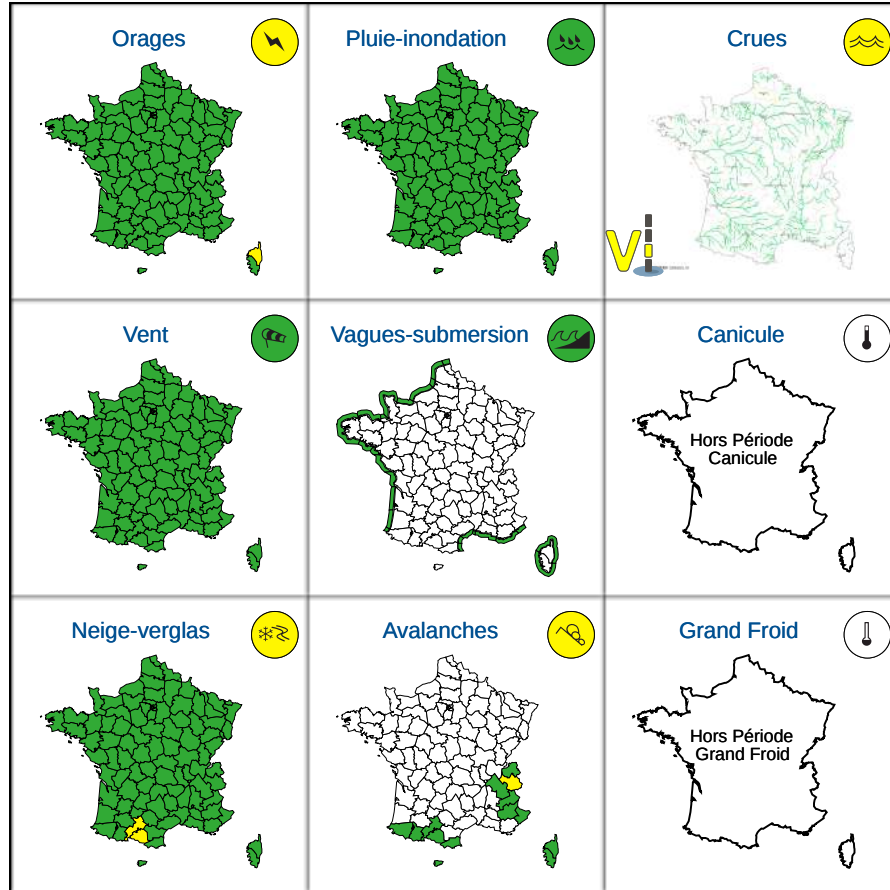 Orages
Pluie-inondation
Crues
Vi
Vent
Vagues-submersion
Canicule
Hors Période
Canicule
Neige-verglas
Avalanches
Grand Froid
Hors Période
Grand Froid